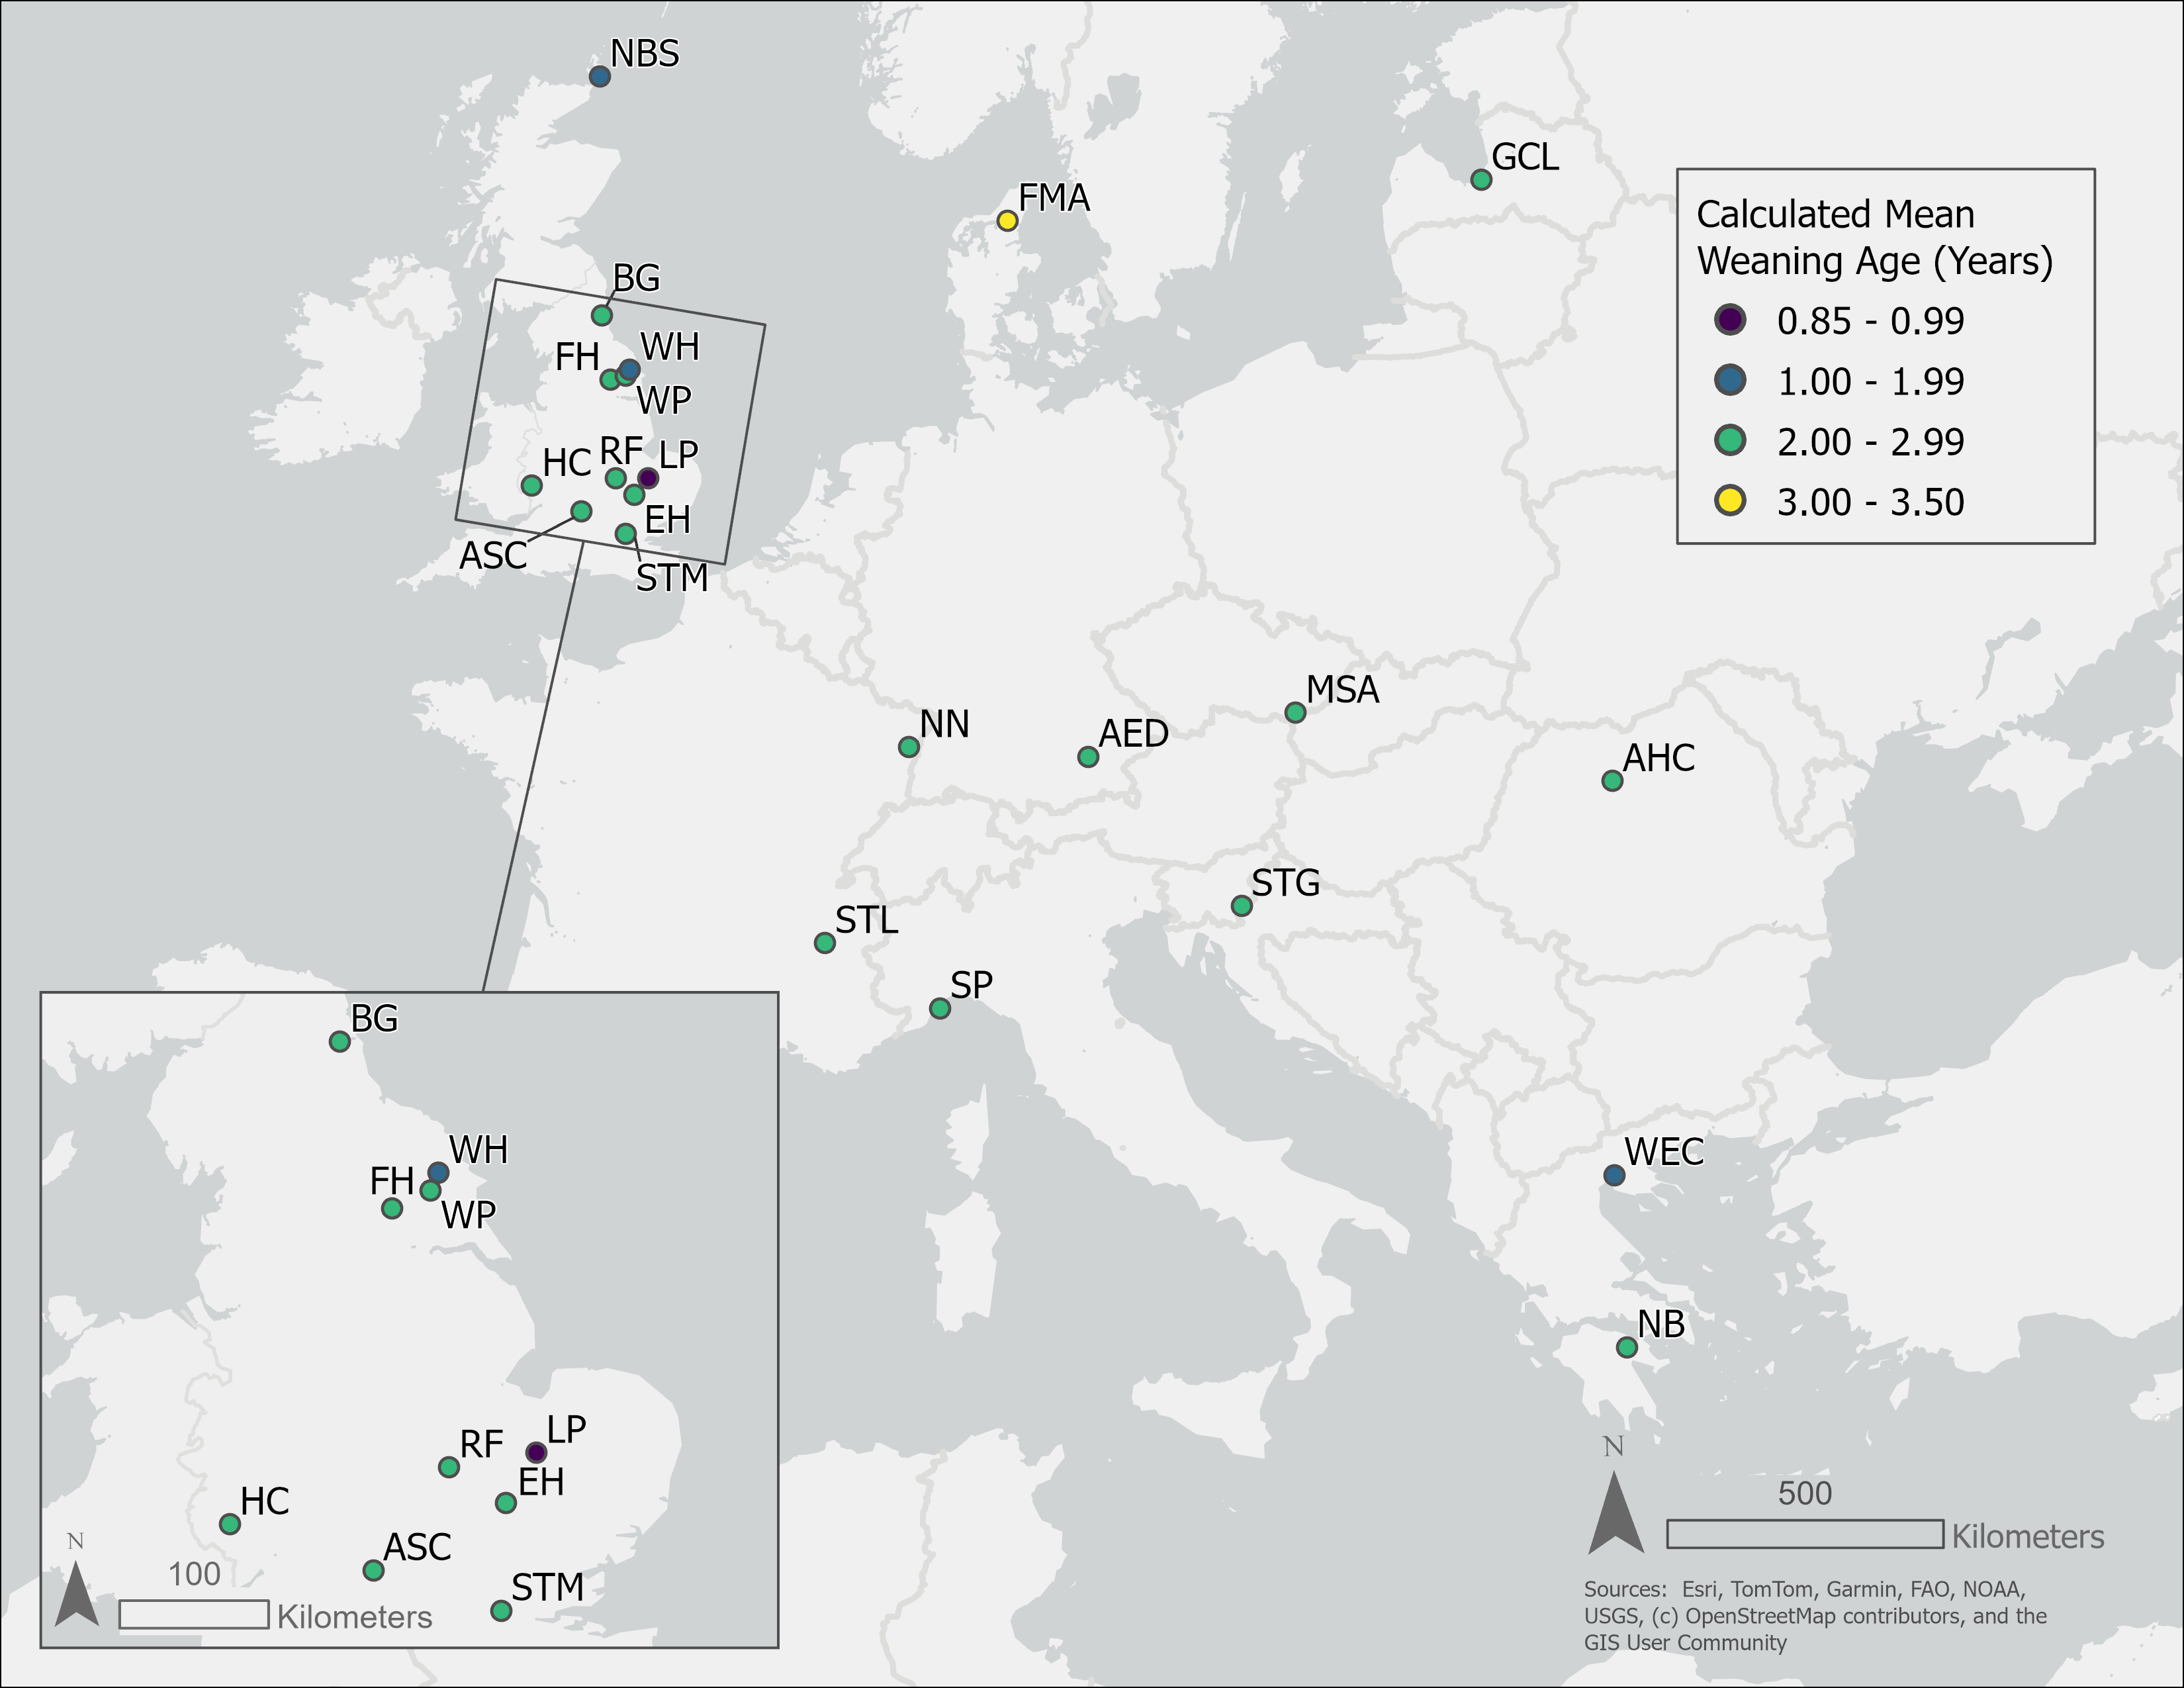 NBS
GCL
FMA
Calculated Mean
Weaning Age (Years)
0.85 - 0.99
1.00 - 1.99
2.00 - 2.99
3.00 - 3.50
BG
WH
FH
WP
RF
LP
HC
EH
ASC
STM
MSA
NN
AED
AHC
STG
STL
SP
WEC
NB
BG
WH
FH
WP
LP
RF
EH
HC
ASC
STM
N
100
Kilometers
N
500
Kilometers
Sources: Esri, TomTom, Garmin, FAO, NOAA,
USGS, (c) OpenStreetMap contributors, and the
GIS User Community